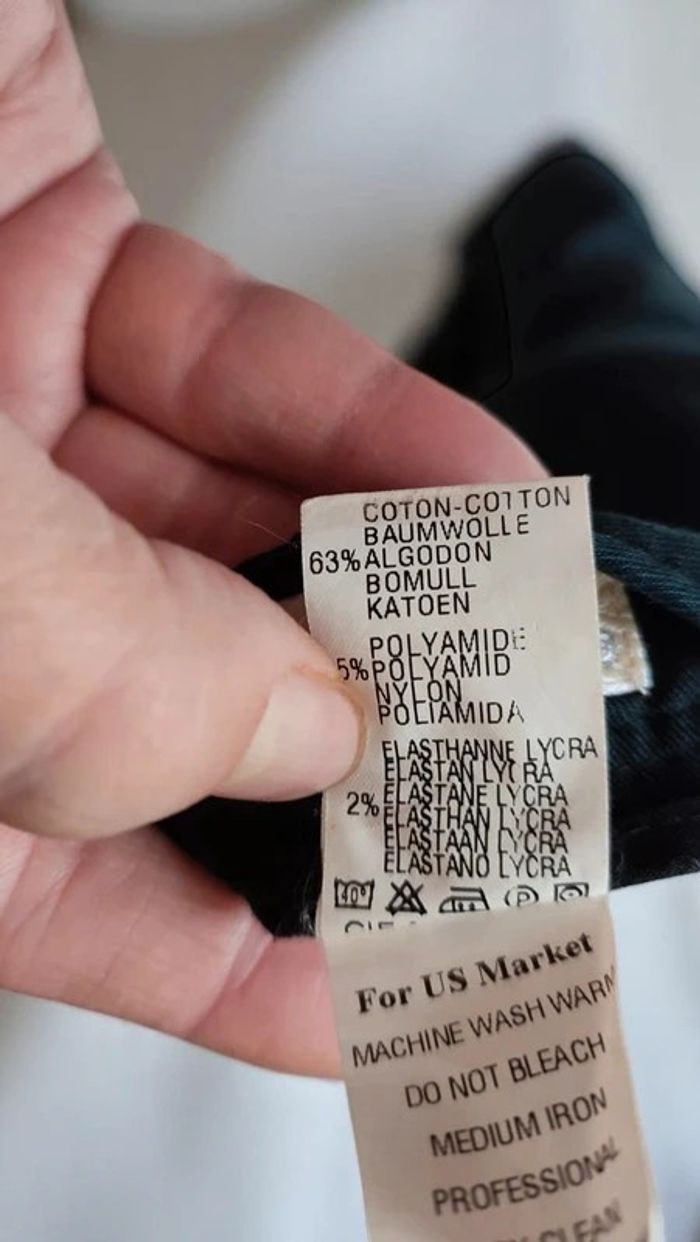 COTON-COTTON
BAUMWOLLE
63% ALGODON
BOMULL
KATOEN
POLYAMIDE
5% POLYAMID
NYLON
POLIAMIDA
ELASTHANNE LYCRA
ELASTAN LYCRA
2% ELASTANE LYCRA
ELASTHAN LYCRA
ELASTAAN LYCRA
ELASTANO LYCRA
40°
P
For US Market
MACHINE WASH WARM
DO NOT BLEACH
MEDIUM IRON
PROFESSIONAL
CLEAN